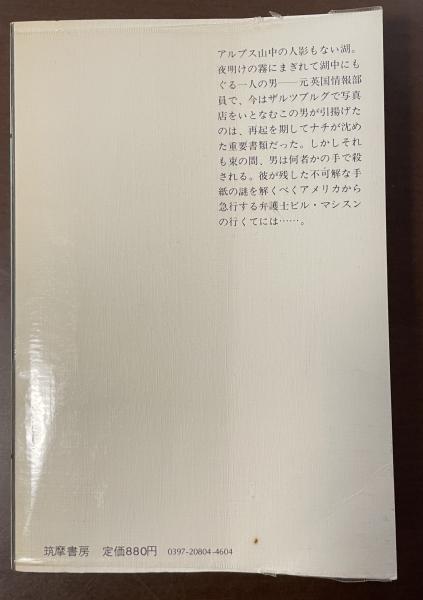 アルプス山中の人影もない湖。
夜明けの霧にまぎれて湖中にも
ぐる一人の男——元英国情報部
員で、今はザルツブルグで写真
店をいとなむこの男が引揚げた
のは、再起を期してナチが沈め
た重要書類だった。しかしそれ
も束の間、男は何者かの手で殺
される。彼が残した不可解な手
紙の謎を解くべくアメリカから
急行する弁護士ビル・マシスン
の行くてには……。
筑摩書房 定価880円 0397-20804-4604